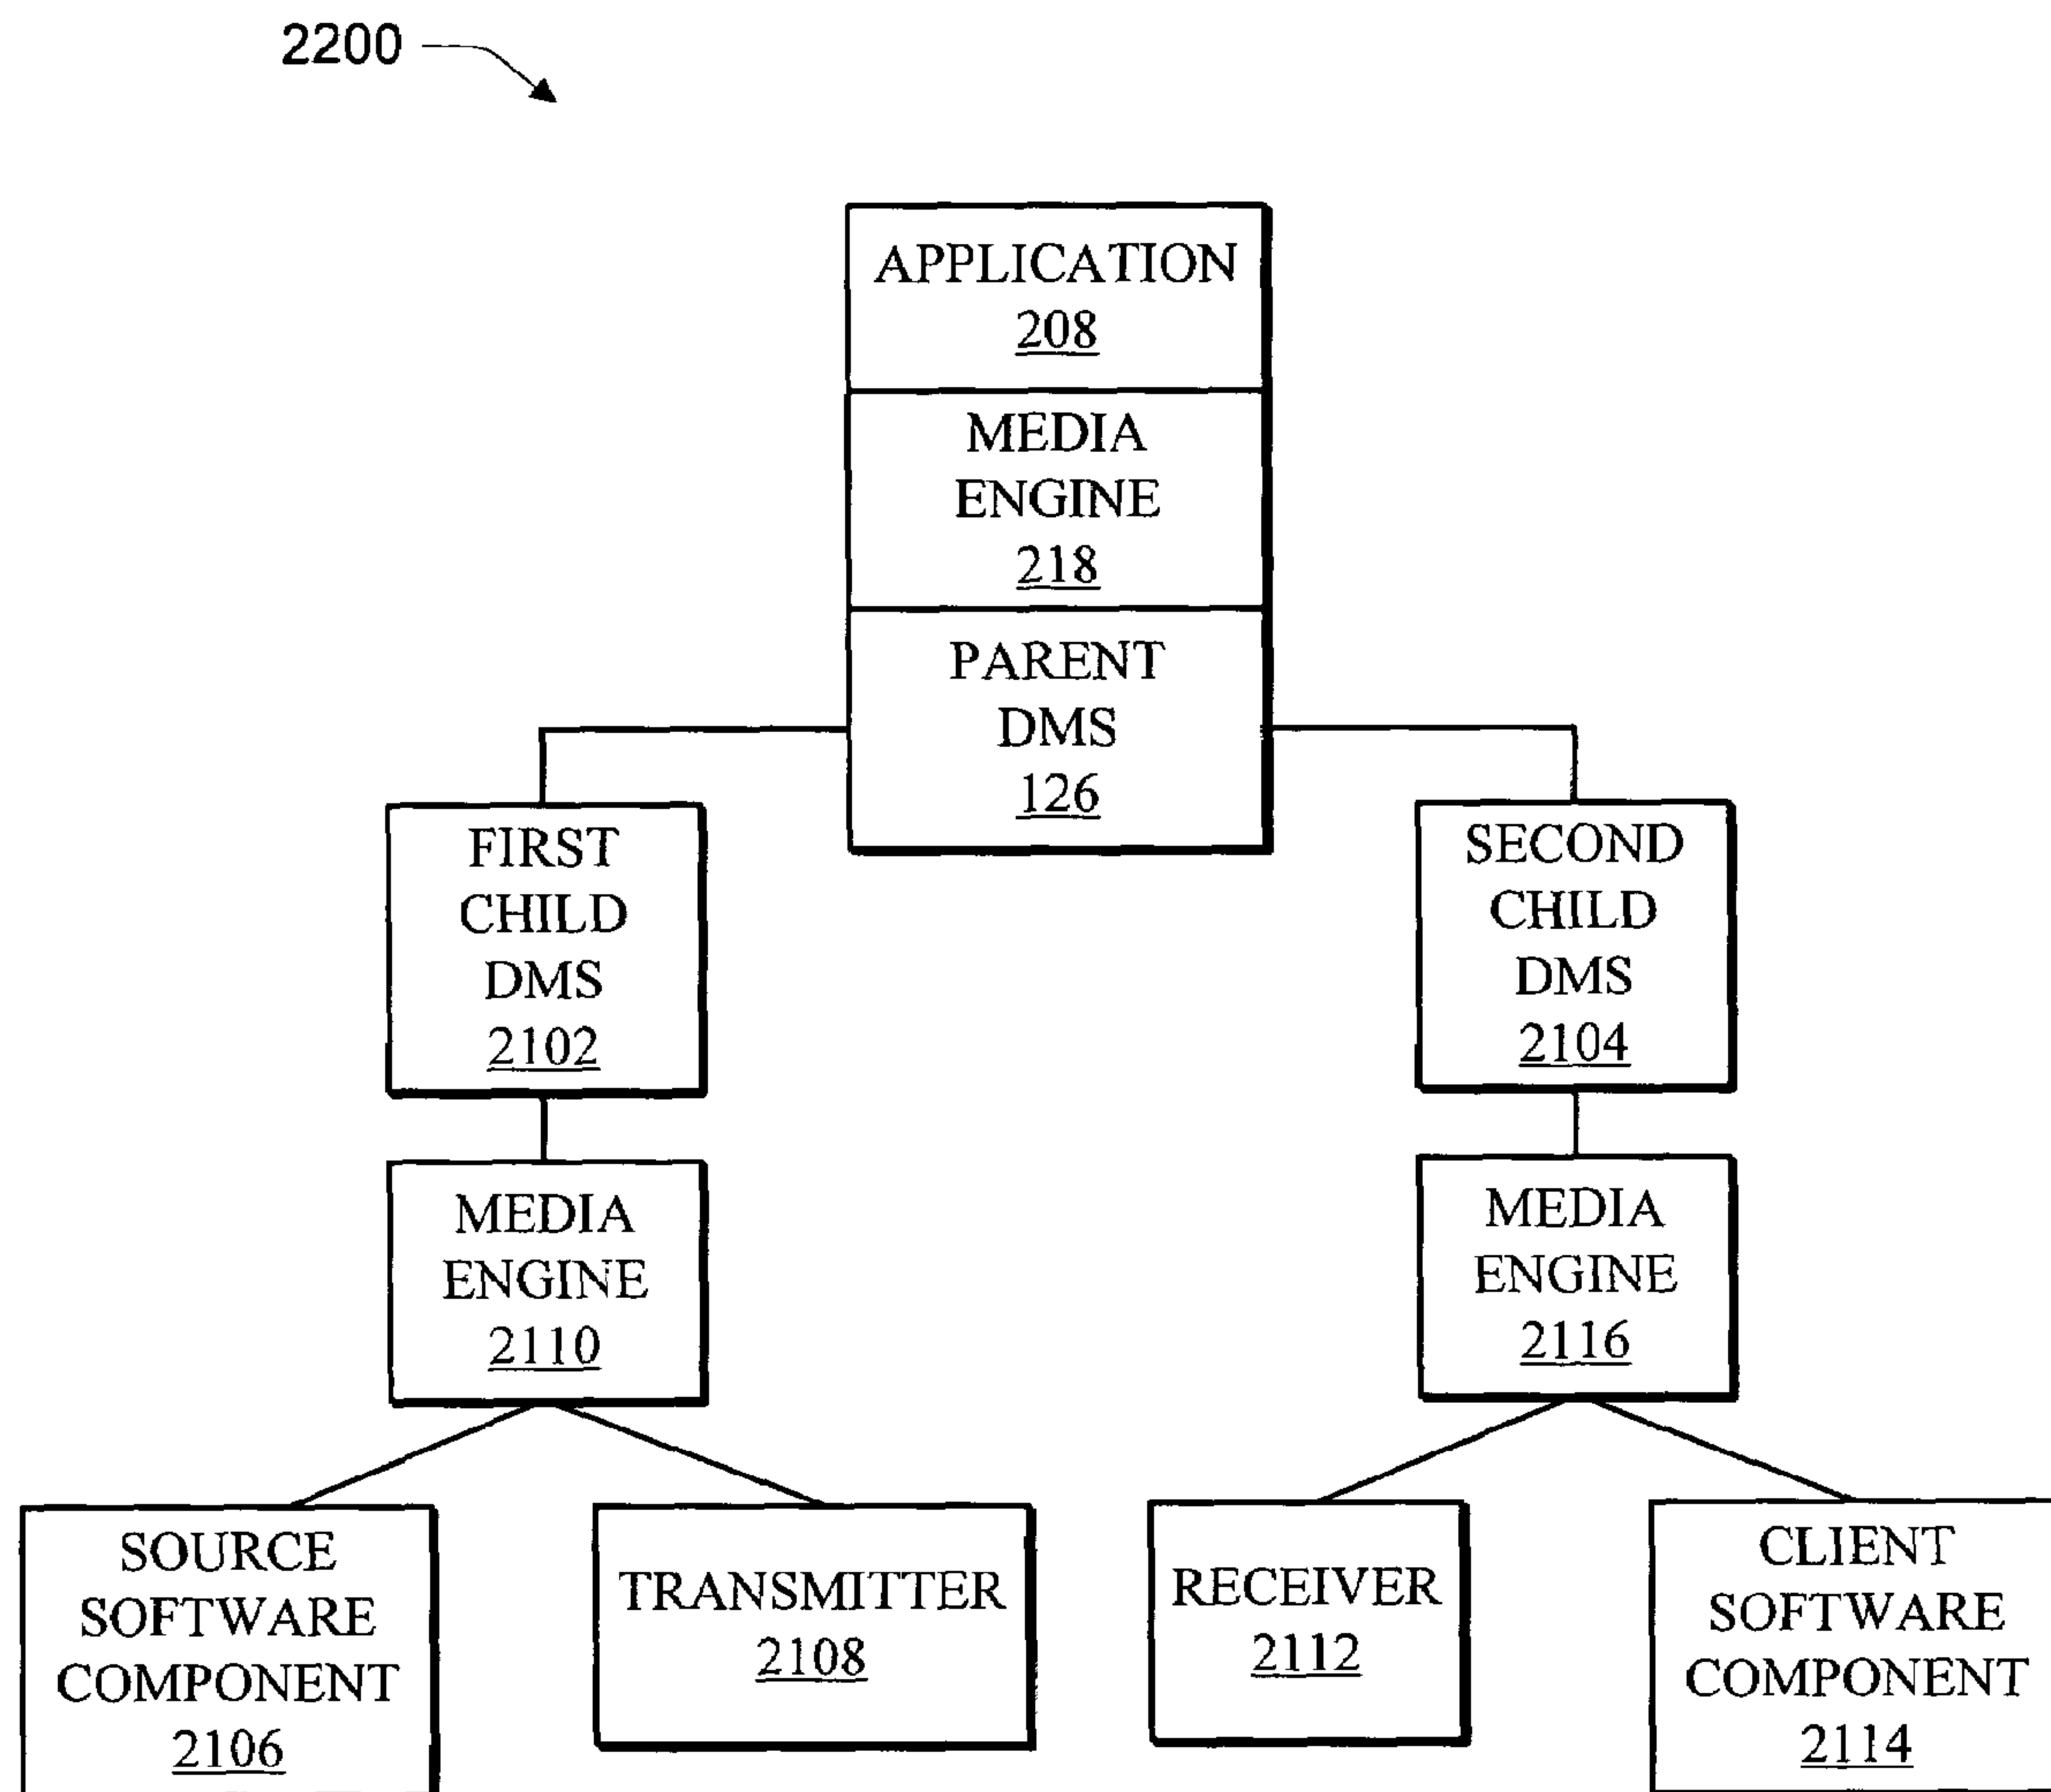 2200
APPLICATION
208
MEDIA
ENGINE
218
PARENT
DMS
126
FIRST
CHILD
DMS
2102
SECOND
CHILD
DMS
2104
MEDIA
ENGINE
2110
MEDIA
ENGINE
2116
SOURCE
SOFTWARE
COMPONENT
2106
TRANSMITTER
2108
RECEIVER
2112
CLIENT
SOFTWARE
COMPONENT
2114